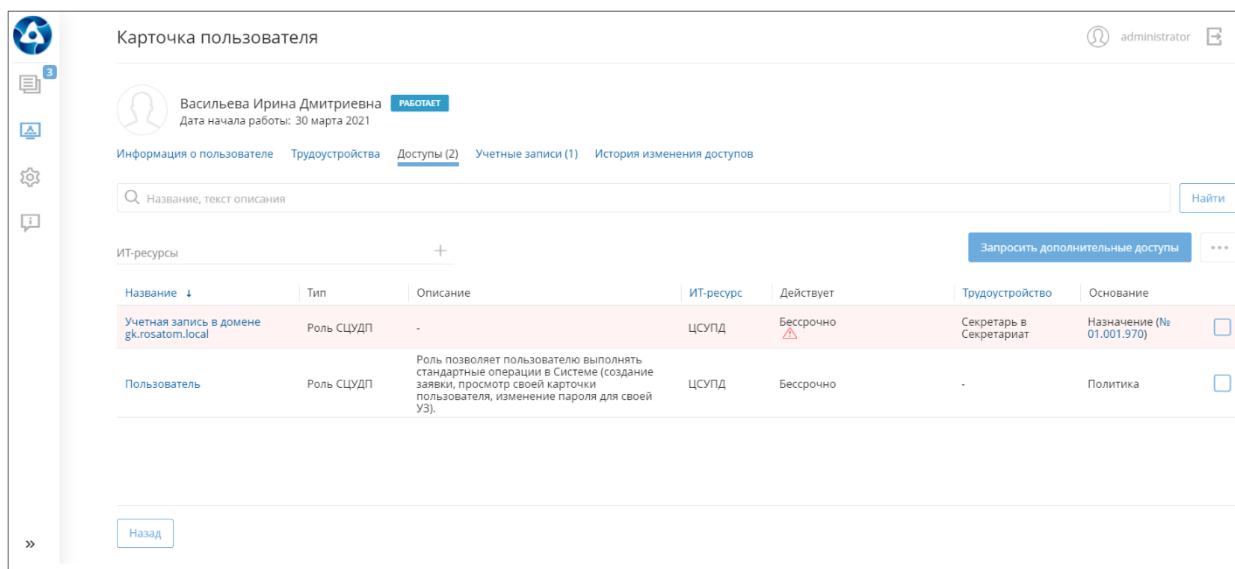 Карточка пользователя
administrator
3
Васильева Ирина Дмитриевна РАБОТАЕТ
Дата начала работы: 30 марта 2021
Информация о пользователе Трудоустройства Доступы (2) Учетные записи (1) История изменения доступов
Название, текст описания
Найти
ИТ-ресурсы
Запросить дополнительные доступы
Название Тип Описание ИТ-ресурс Действует Трудоустройство Основание
Учетная запись в домене
gk.rosatom.local
Роль СЦУДП
-
ЦСУПД
Бессрочно
Секретарь в
Секретариат
Назначение (№
01.001.970)
Пользователь
Роль СЦУДП
Роль позволяет пользователю выполнять
стандартные операции в Системе (создание
заявки, просмотр своей карточки
пользователя, изменение пароля для своей
УЗ).
ЦСУПД
Бессрочно
-
Политика
Назад